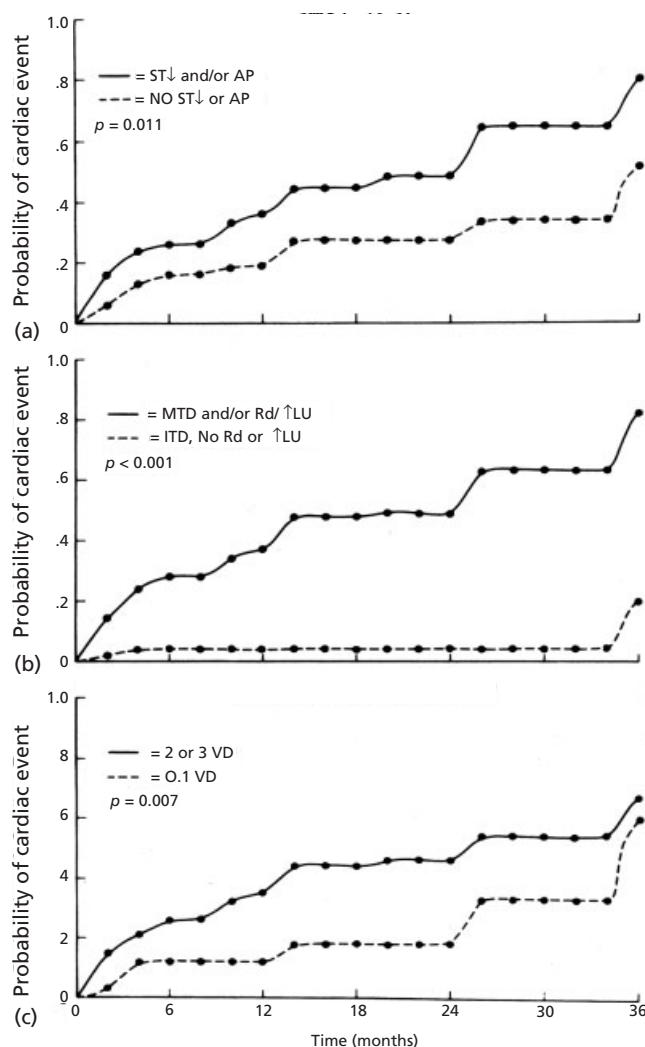 1.0
.8
.6
.4
.2
0
Probability of cardiac event
= ST↓ and/or AP
= NO ST↓ or AP
p = 0.011
(a)
1.0
.8
.6
.4
.2
0
Probability of cardiac event
= MTD and/or Rd/ ↑LU
= ITD, No Rd or ↑LU
p < 0.001
(b)
1.0
8
6
4
2
0
Probability of cardiac event
= 2 or 3 VD
= O.1 VD
p = 0.007
(c)
0 6 12 18 24 30 36
Time (months)